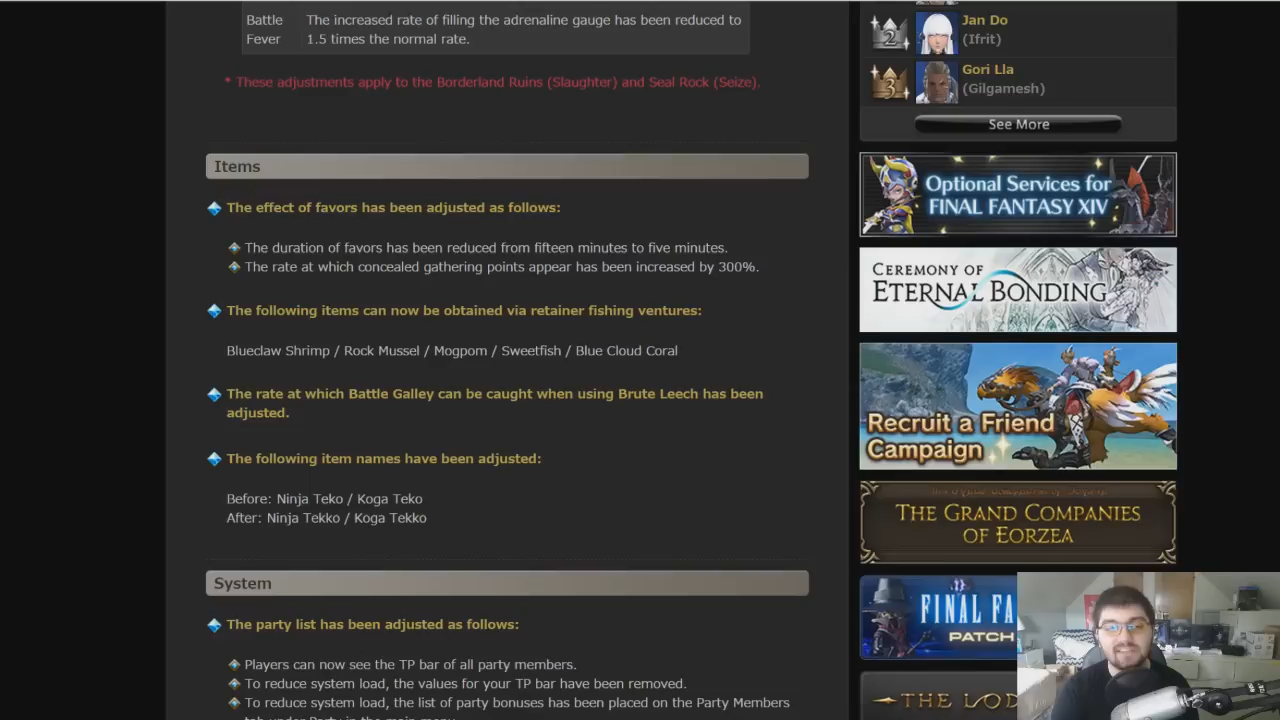 Battle Fever
The increased rate of filling the adrenaline gauge has been reduced to
1.5 times the normal rate.
* These adjustments apply to the Borderland Ruins (Slaughter) and Seal Rock (Seize).
Items
The effect of favors has been adjusted as follows:
The duration of favors has been reduced from fifteen minutes to five minutes.
The rate at which concealed gathering points appear has been increased by 300%.
The following items can now be obtained via retainer fishing ventures:
Blueclaw Shrimp / Rock Mussel / Mogpom / Sweetfish / Blue Cloud Coral
The rate at which Battle Galley can be caught when using Brute Leech has been
adjusted.
The following item names have been adjusted:
Before: Ninja Teko / Koga Teko
After: Ninja Tekko / Koga Tekko
System
The party list has been adjusted as follows:
Players can now see the TP bar of all party members.
To reduce system load, the values for your TP bar have been removed.
To reduce system load, the list of party bonuses has been placed on the Party Members
tab under Party in the main menu.
2
Jan Do
(Ifrit)
3
Gori Lla
(Gilgamesh)
See More
Optional Services for
FINAL FANTASY XIV
CEREMONY OF
ETERNAL BONDING
Recruit a Friend
Campaign
THE GRAND COMPANIES
OF EORZEA
FINAL FA
PATCH
THE LOD